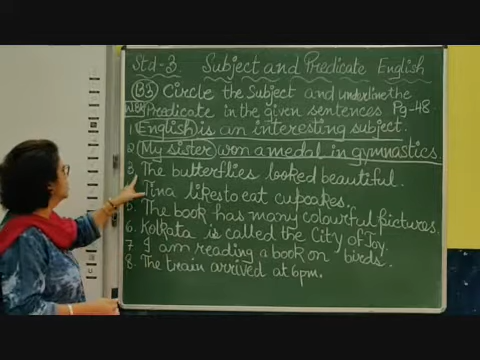 Std-3. Subject and Predicate English
B3 Circle the Subject and underline the
Predicate in the given sentences Pg-48
1 English is an interesting subject.
2 My sister won a medal in gymnastics.
3. The butterflies looked beautiful.
Tina likes to eat cupcakes.
5. The book has many colourful pictures.
6. Kolkata is called the City of Joy.
7 I am reading a book on birds.
8. The train arrived at 6pm.